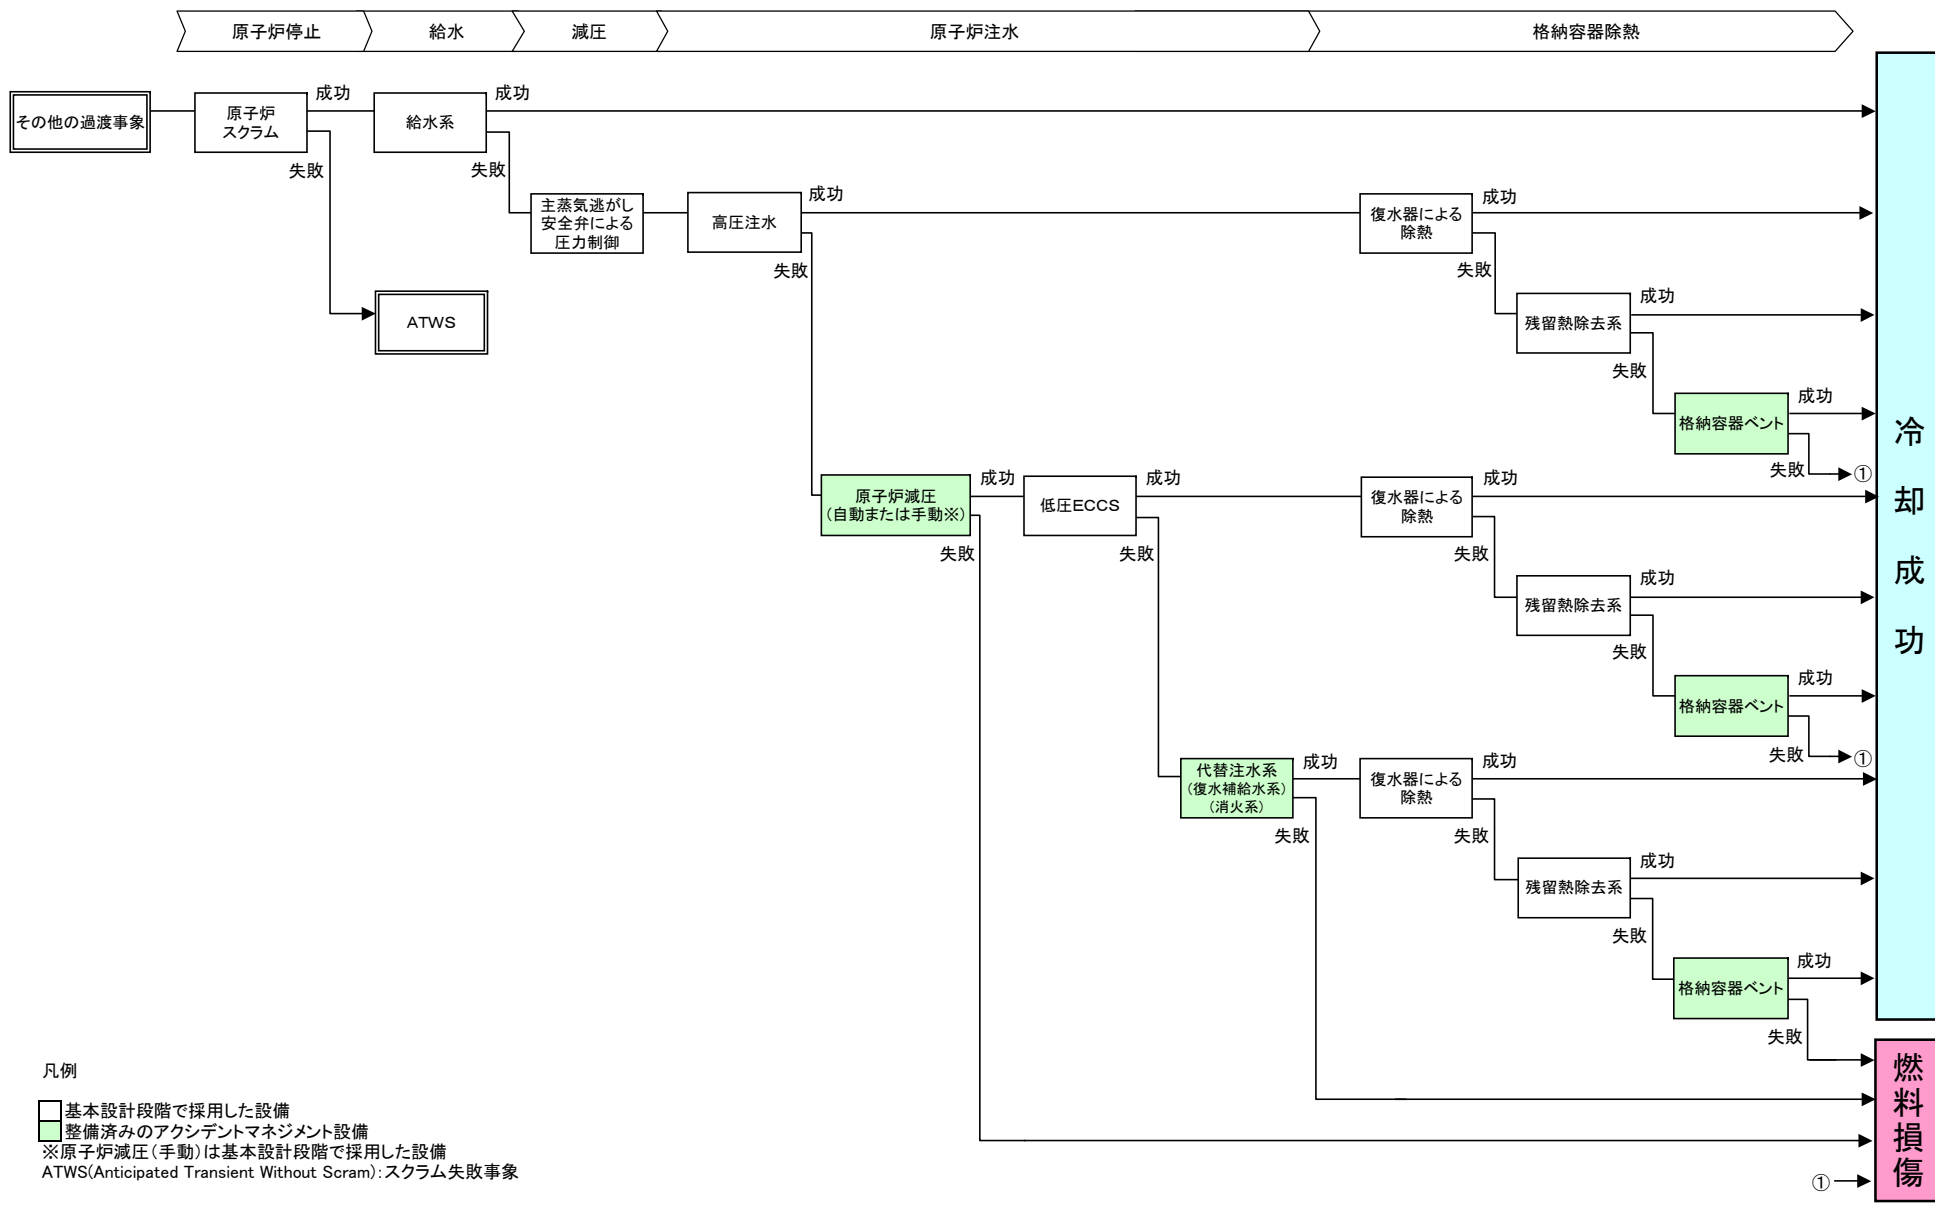 原子炉停止
給水
減圧
原子炉注水
格納容器除熱
その他の過渡事象
原子炉
スクラム
成功
失敗
給水系
成功
失敗
主蒸気逃がし
安全弁による
圧力制御
高圧注水
成功
失敗
復水器による
除熱
成功
失敗
ATWS
残留熱除去系
成功
失敗
格納容器ベント
成功
失敗
①
原子炉減圧
(自動または手動※)
成功
失敗
低圧ECCS
成功
失敗
復水器による
除熱
成功
失敗
残留熱除去系
成功
失敗
格納容器ベント
成功
失敗
①
代替注水系
(復水補給水系)
(消火系)
成功
失敗
復水器による
除熱
成功
失敗
残留熱除去系
成功
失敗
格納容器ベント
成功
失敗
①
冷却成功
燃料損傷
凡例
基本設計段階で採用した設備
整備済みのアクシデントマネジメント設備
※原子炉減圧(手動)は基本設計段階で採用した設備
ATWS(Anticipated Transient Without Scram):スクラム失敗事象